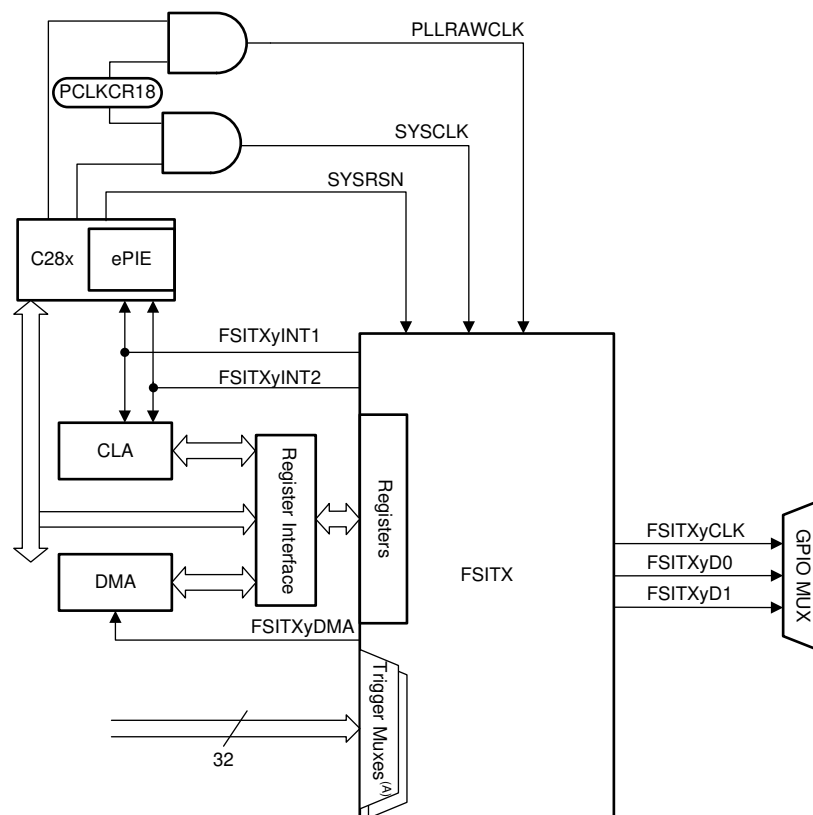 PLLRAWCLK
PCLKCR18
SYSCLK
SYSRSN
C28x
ePIE
FSITXyINT1
FSITXyINT2
CLA
Register Interface
Registers
FSITX
FSITXyCLK
FSITXyD0
FSITXyD1
GPIO MUX
DMA
FSITXyDMA
Trigger Muxes(A)
32